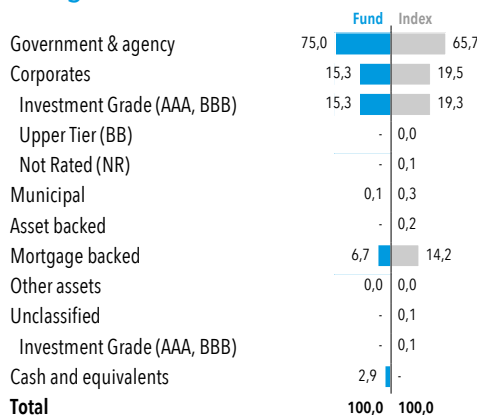 Fund Index
Government & agency 75,0 65,7
Corporates 15,3 19,5
Investment Grade (AAA, BBB) 15,3 19,3
Upper Tier (BB) - 0,0
Not Rated (NR) - 0,1
Municipal 0,1 0,3
Asset backed - 0,2
Mortgage backed 6,7 14,2
Other assets 0,0 0,0
Unclassified - 0,1
Investment Grade (AAA, BBB) - 0,1
Cash and equivalents 2,9 -
Total 100,0 100,0